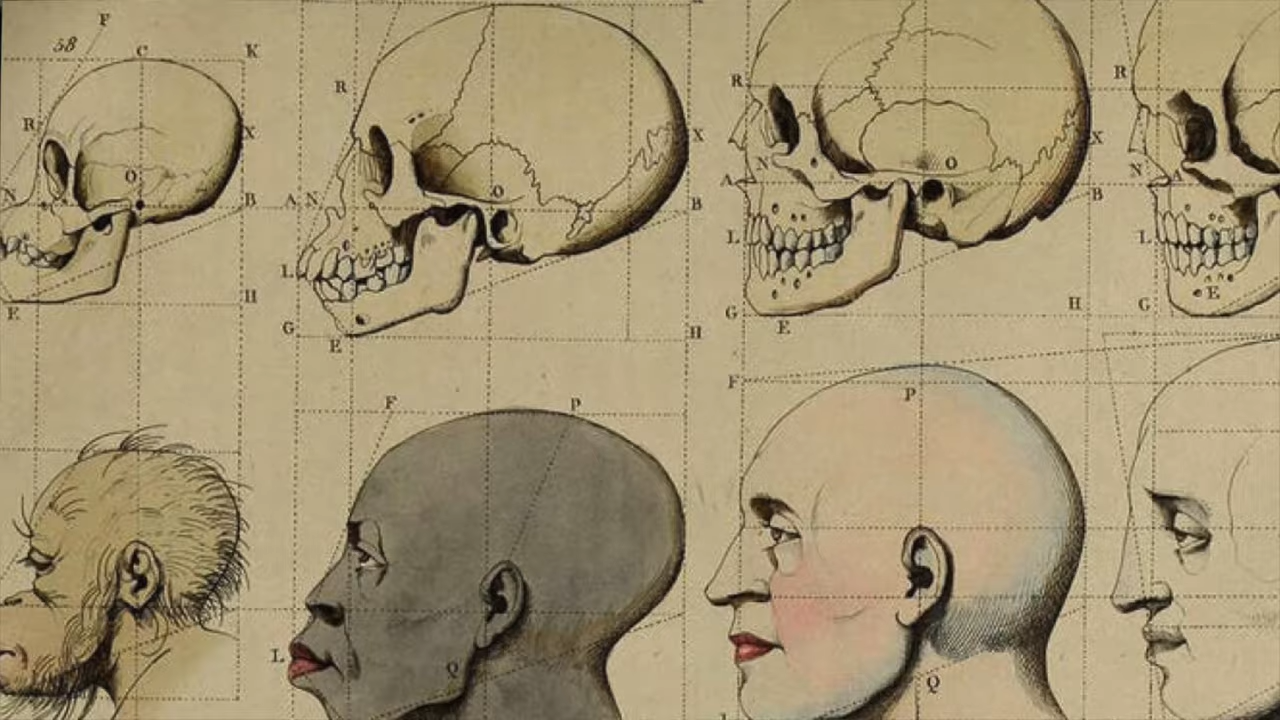 F
58
C K
R
R R R
X X X
O O O
N N N N
A A A
B B B
L L L
H H H
G G G
E E E E
F P F P
L Q Q